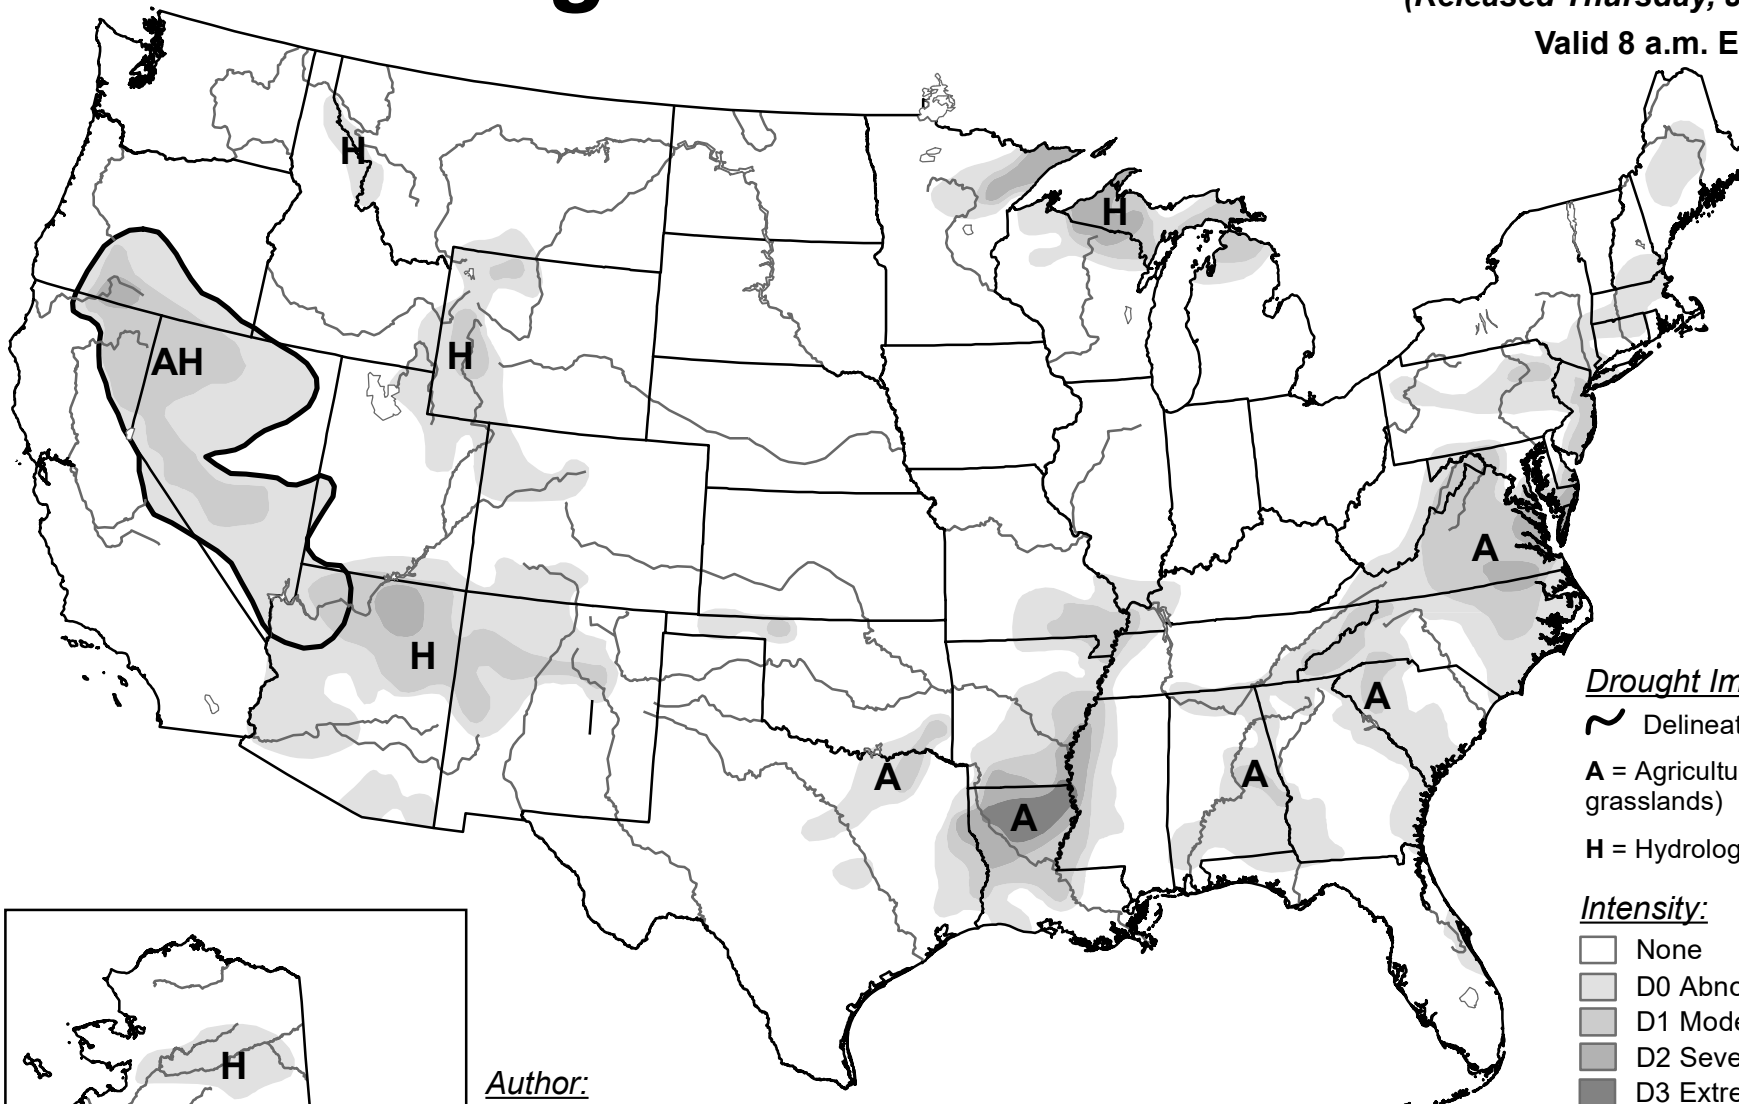 (Released Thursday,
Valid 8 a.m. E
H
H
AH
H
A
H
A
A
A
A
H
Drought Im
Delineat
A = Agricultu
grasslands)
H = Hydrolog
Intensity:
None
D0 Abno
D1 Mode
D2 Seve
D3 Extre
Author: